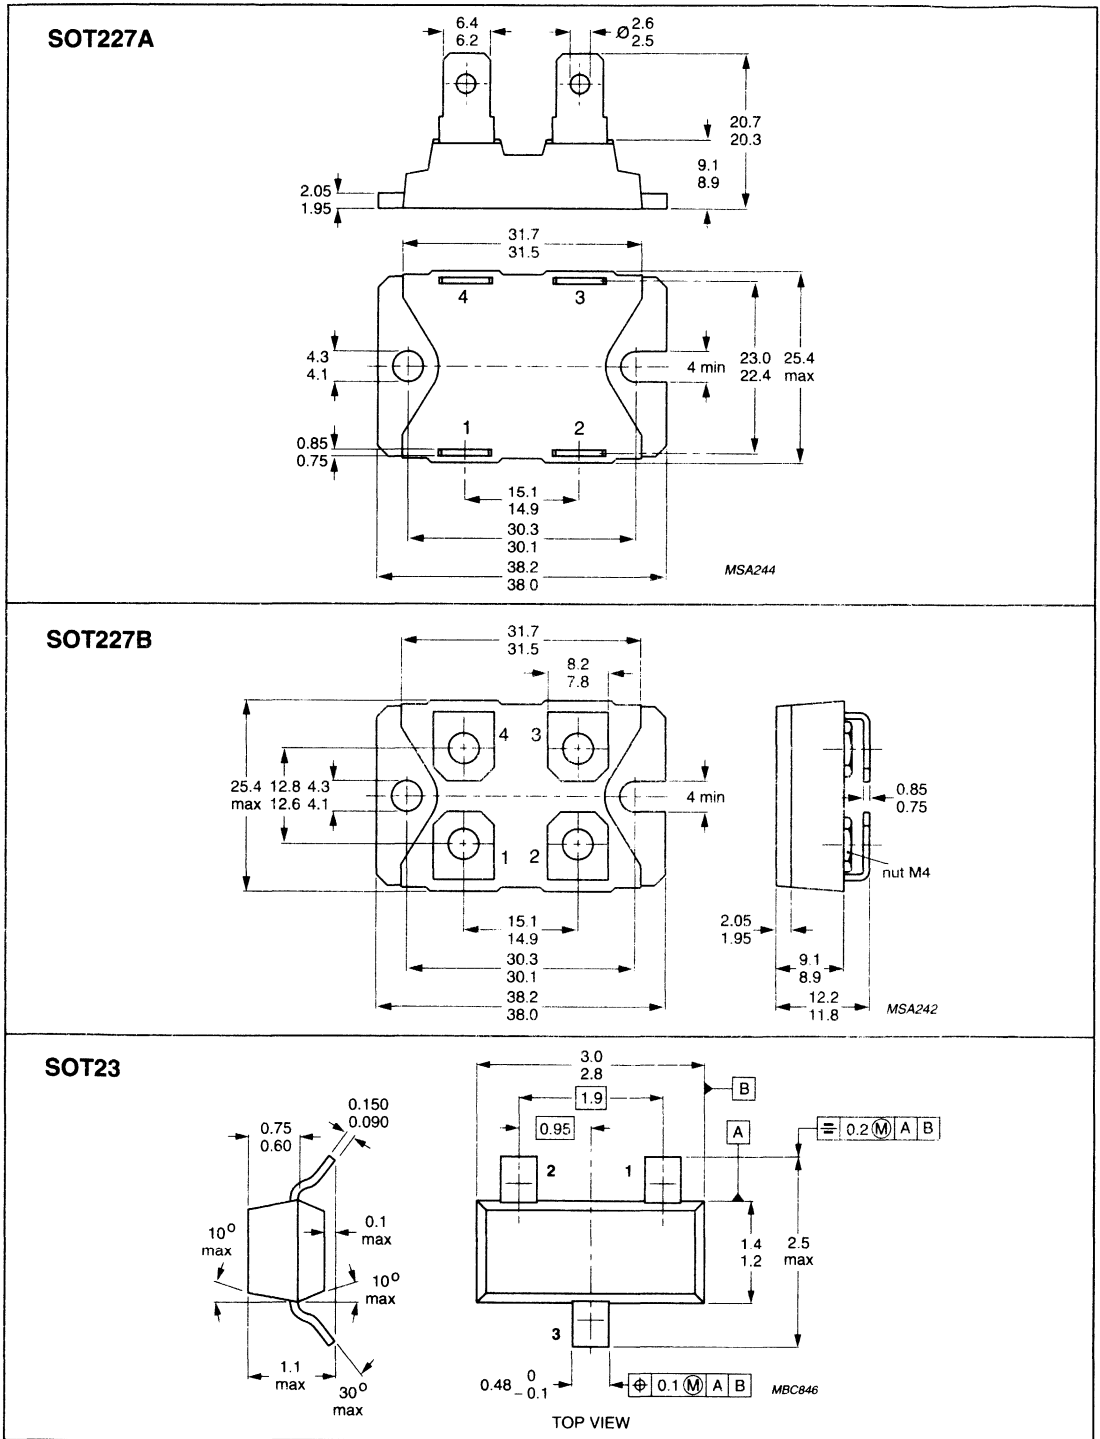 SOT227A
6.4
6.2
Ø 2.6
2.5
20.7
20.3
9.1
8.9
2.05
1.95
31.7
31.5
4
3
4.3
4.1
4 min
23.0
22.4
25.4
max
1
2
0.85
0.75
15.1
14.9
30.3
30.1
38.2
38.0
MSA244
SOT227B
31.7
31.5
8.2
7.8
4
3
25.4 12.8 4.3
max 12.6 4.1
4 min
0.85
0.75
1
2
nut M4
15.1
14.9
2.05
1.95
30.3
30.1
9.1
8.9
38.2
38.0
12.2
11.8
MSA242
SOT23
3.0
2.8
B
1.9
0.150
0.090
0.75
0.60
0.95
A
0.2 M A B
2
1
10° max
0.1
max
1.4
1.2
2.5
max
10°
max
3
1.1
max
30°
max
0.48 0
-0.1
0.1 M A B
MBC846
TOP VIEW